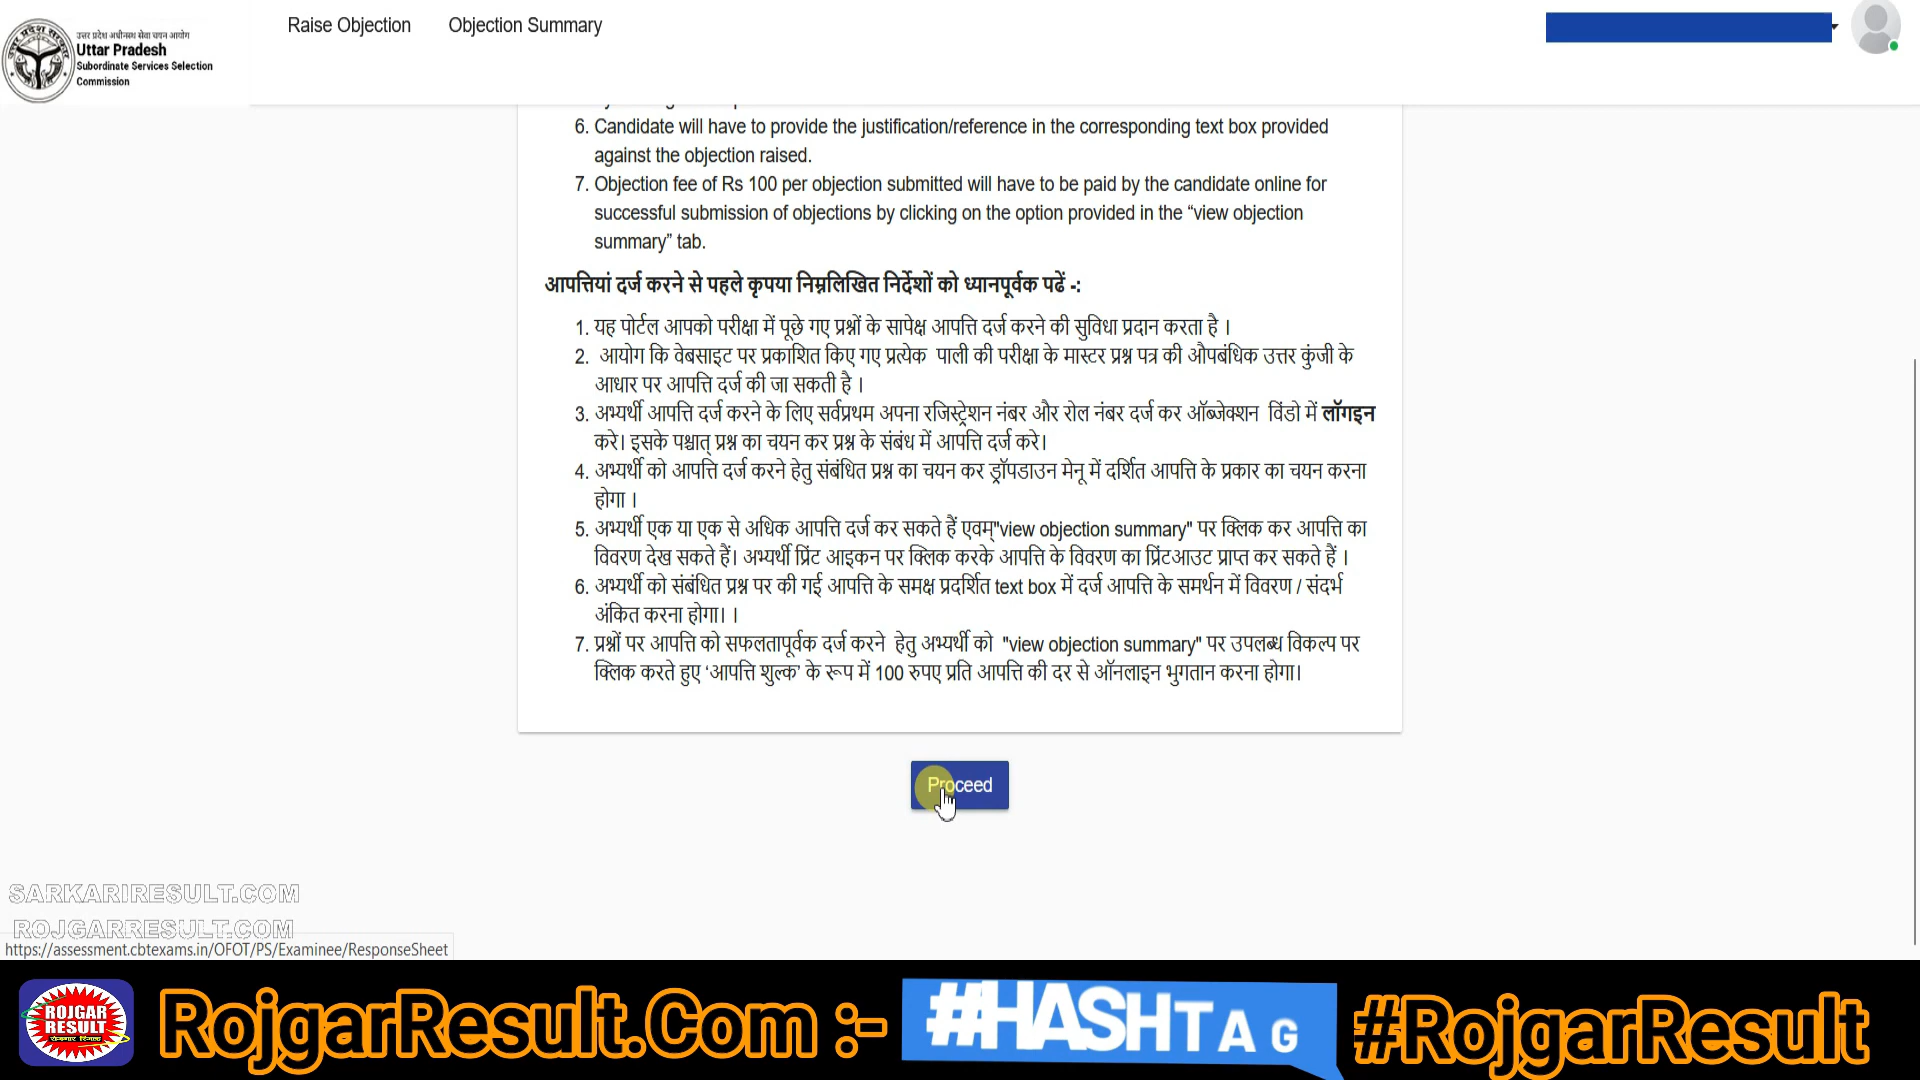 उत्तर प्रदेश अधीनस्थ सेवा चयन आयोग
Uttar Pradesh
Subordinate Services Selection
Commission
Raise Objection
Objection Summary
6. Candidate will have to provide the justification/reference in the corresponding text box provided
against the objection raised.
7. Objection fee of Rs 100 per objection submitted will have to be paid by the candidate online for
successful submission of objections by clicking on the option provided in the “view objection
summary” tab.
आपत्तियां दर्ज करने से पहले कृपया निम्नलिखित निर्देशों को ध्यानपूर्वक पढें -:
1. यह पोर्टल आपको परीक्षा में पूछे गए प्रश्नों के सापेक्ष आपत्ति दर्ज करने की सुविधा प्रदान करता है ।
2. आयोग कि वेबसाइट पर प्रकाशित किए गए प्रत्येक पाली की परीक्षा के मास्टर प्रश्न पत्र की औपबंधिक उत्तर कुंजी के
आधार पर आपत्ति दर्ज की जा सकती है ।
3. अभ्यर्थी आपत्ति दर्ज करने के लिए सर्वप्रथम अपना रजिस्ट्रेशन नंबर और रोल नंबर दर्ज कर ऑब्जेक्शन विंडो में लॉगइन
करे। इसके पश्चात् प्रश्न का चयन कर प्रश्न के संबंध में आपत्ति दर्ज करे।
4. अभ्यर्थी को आपत्ति दर्ज करने हेतु संबंधित प्रश्न का चयन कर ड्रॉपडाउन मेनू में दर्शित आपत्ति के प्रकार का चयन करना
होगा ।
5. अभ्यर्थी एक या एक से अधिक आपत्ति दर्ज कर सकते हैं एवम्"view objection summary" पर क्लिक कर आपत्ति का
विवरण देख सकते हैं। अभ्यर्थी प्रिंट आइकन पर क्लिक करके आपत्ति के विवरण का प्रिंटआउट प्राप्त कर सकते हैं ।
6. अभ्यर्थी को संबंधित प्रश्न पर की गई आपत्ति के समक्ष प्रदर्शित text box में दर्ज आपत्ति के समर्थन में विवरण / संदर्भ
अंकित करना होगा। ।
7. प्रश्नों पर आपत्ति को सफलतापूर्वक दर्ज करने हेतु अभ्यर्थी को "view objection summary" पर उपलब्ध विकल्प पर
क्लिक करते हुए ‘आपत्ति शुल्क’ के रूप में 100 रुपए प्रति आपत्ति की दर से ऑनलाइन भुगतान करना होगा।
Proceed
SARKARIRESULT.COM
ROJGARRESULT.COM
https://assessment.cbtexams.in/OFOT/PS/Examinee/ResponseSheet
ROJGAR
RESULT
रोजगार रिजल्ट
RojgarResult.Com :-
#HASHTAG
#RojgarResult